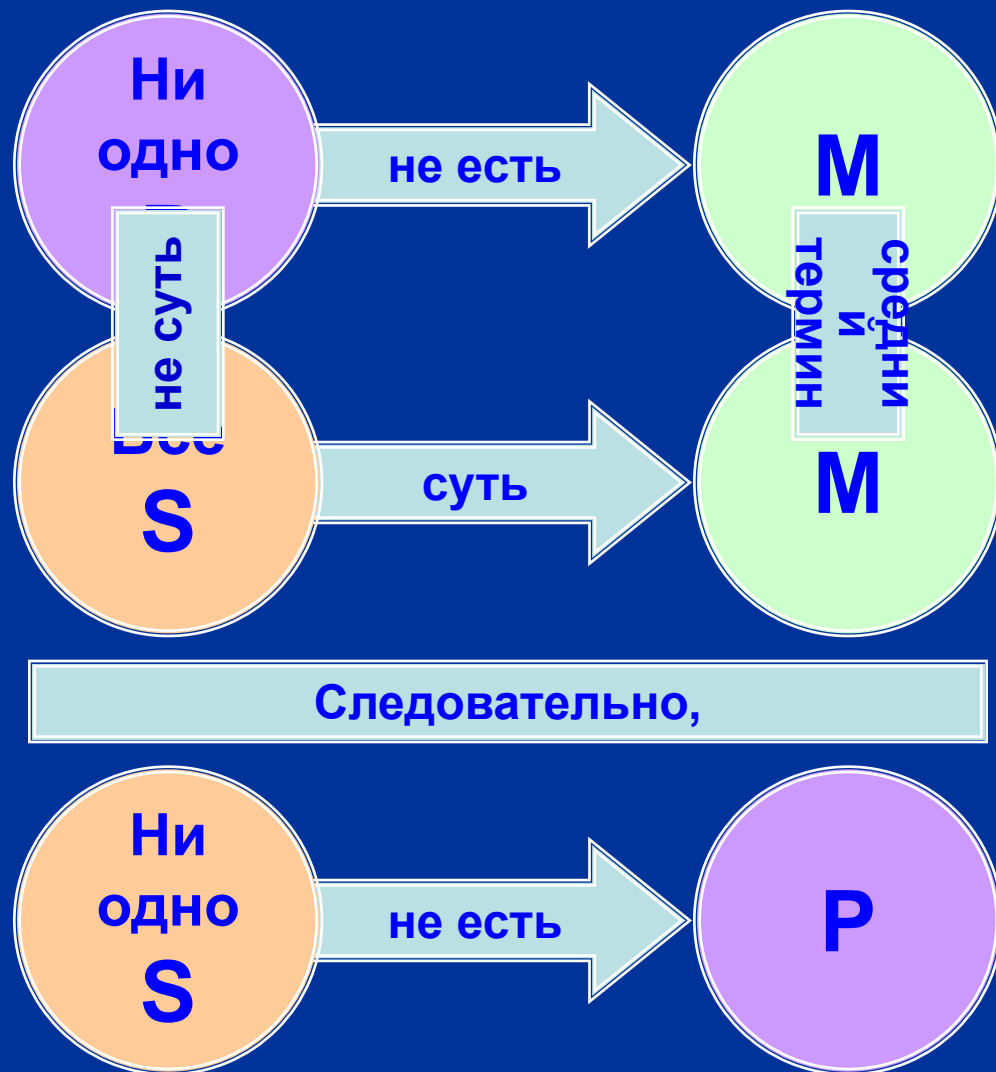 Ни
одно
не есть
M
не суть
средни
й
термин
S
суть
M
Следовательно,
Ни
одно
S
не есть
P